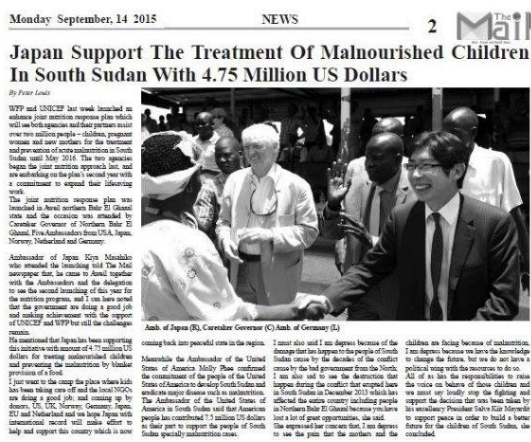 Monday September, 14 2015
NEWS
2
The Mail
Japan Support The Treatment Of Malnourished Children
In South Sudan With 4.75 Million US Dollars
By Peter Louis
WFP and UNICEF last week launched an
enhance joint nutrition response plan which
will see both agencies and their partners assist
over two million people – children, pregnant
women and new mothers for the treatment
and prevention of acute malnutrition in South
Sudan until May 2016. The two agencies
began the joint nutrition approach last, and
are embarking on the plan's second year with
a commitment to expand their lifesaving
work.
The joint nutrition response plan was
launched in Aweil northern Bahr El Ghazal
state and the occasion was attended by
Caretaker Governor of Northern Bahr El
Ghazal, Five Ambassadors from USA, Japan,
Norway, Netherland and Germany.
Ambassador of Japan Kiya Masahiko
who attended the launching told The Mail
newspaper that, he came to Aweil together
with the Ambassadors and the delegation
to see the second launching of this year for
the nutrition program, and I can here noted
that the government are doing a good job
and making achievement with the support
of UNICEF and WFP but still the challenges
remain.
He mentioned that Japan has been supporting
this initiative with amount of 4.75 million US
dollars for treating malnourished children
and preventing the malnutrition by blanket
provision of a food.
I just went to the camp the place where kids
has been taking care off and the local NGOs
are doing a good job; and coming up by
donors, US, UK, Norway, Germany, Japan,
EU and Netherland and we hope Japan with
international record will make effort to
help and support this country which is now
Amb. of Japan (R), Caretaker Governor (C) Amb. of Germany (L)
coming back into peaceful state in the region.
Meanwhile the Ambassador of the United
States of America Molly Phee confirmed
the commitment of the people of the United
States of America to develop South Sudan and
eradicate major disease such as malnutrition.
The Ambassador of the United States of
America in South Sudan said that American
people has contributed 7.5 million US dollars
as their part to support the people of South
Sudan specially malnutrition cases.
I must also said I am depress because of the
damage that has happen to the people of South
Sudan cause by the decades of the conflict
cause by the bad government from the North,
I am also sad to see the destruction that
happen during the conflict that erupted here
in South Sudan in December 2013 which has
affected the entire country including people
in Northern Bahr El Ghazal because you have
lost a lot of great opportunities, she said.
She expressed her concern that, I am depress
to see the pain that the mothers and the
children are facing because of malnutrition.
I am depress because we have the knowledge
to change the future, but we do not have a
political wing with the resources to do so.
All of us has the responsibilities to raise
the voice on behave of those children and
we must say loudly stop the fighting and
support the decision that was been taken by
his excellency President Salva Kiir Mayardit
to support peace in order to build a better
future for the children of South Sudan, she
concluded.